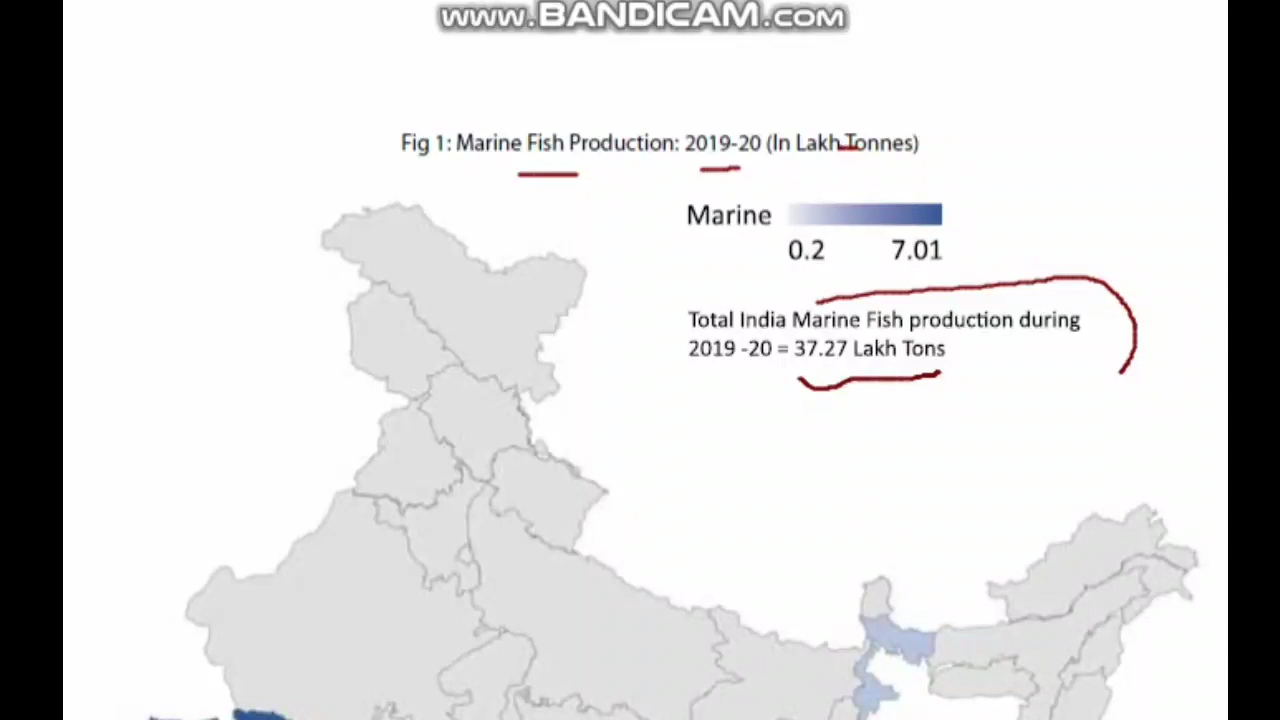 www.BANDICAM.com
Fig 1: Marine Fish Production: 2019-20 (In Lakh Tonnes)
Marine
0.2 7.01
Total India Marine Fish production during
2019 -20 = 37.27 Lakh Tons